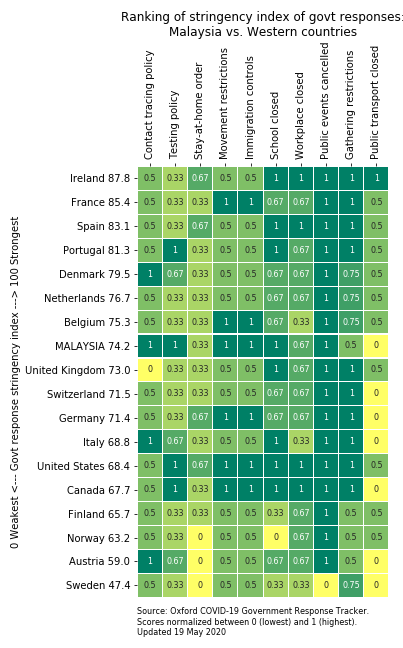 Ranking of stringency index of govt responses:
Malaysia vs. Western countries
Contact tracing policy
Testing policy
Stay-at-home order
Movement restrictions
Immigration controls
School closed
Workplace closed
Public events cancelled
Gathering restrictions
Public transport closed
0 Weakest <--- Govt response stringency index ---> 100 Strongest
Ireland 87.8 0.5 0.33 0.67 0.5 0.5 1 1 1 1 1
France 85.4 0.5 0.33 0.33 1 1 0.67 0.67 1 1 0.5
Spain 83.1 0.5 0.33 0.67 0.5 0.5 1 1 1 1 0.5
Portugal 81.3 0.5 1 0.33 0.5 0.5 1 0.67 1 1 0.5
Denmark 79.5 1 0.67 0.33 0.5 0.5 0.67 0.67 1 0.75 0.5
Netherlands 76.7 0.5 0.33 0.33 0.5 0.5 0.67 0.67 1 0.75 0.5
Belgium 75.3 0.5 0.33 0.33 1 1 0.67 0.33 1 0.75 0.5
MALAYSIA 74.2 1 1 0.33 1 1 1 0.67 1 0.5 0
United Kingdom 73.0 0 0.33 0.33 0.5 0.5 1 0.67 1 1 0.5
Switzerland 71.5 0.5 0.33 0.33 0.5 0.5 0.67 0.67 1 1 0
Germany 71.4 0.5 0.33 0.67 1 1 0.67 0.67 1 1 0
Italy 68.8 1 0.67 0.33 0.5 0.5 1 0.33 1 1 0
United States 68.4 0.5 1 0.67 1 1 1 1 1 1 0.5
Canada 67.7 0.5 1 0.33 1 1 1 1 1 1 0
Finland 65.7 0.5 0.33 0.33 0.5 0.5 0.33 0.67 1 0.5 0.5
Norway 63.2 0.5 0.33 0 0.5 0.5 0 0.67 1 0.5 0.5
Austria 59.0 1 0.67 0 0.5 0.5 0.67 0.67 1 0.5 0
Sweden 47.4 0.5 0.33 0 0.5 0.5 0.33 0.33 0 0.75 0
Source: Oxford COVID-19 Government Response Tracker.
Scores normalized between 0 (lowest) and 1 (highest).
Updated 19 May 2020